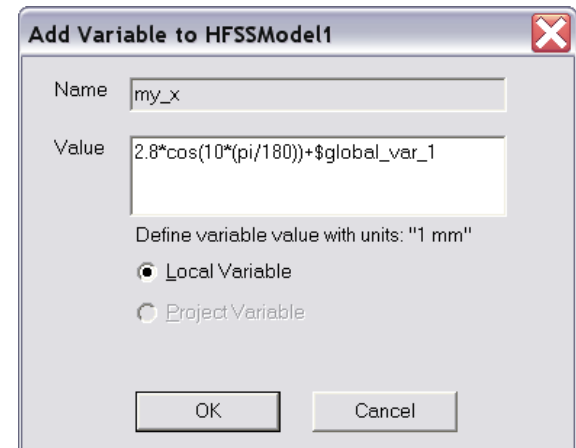 Add Variable to HFSSModel1
Name my_x
Value 2.8*cos(10*(pi/180))+$global_var_1
Define variable value with units: "1 mm"
Local Variable
Project Variable
OK Cancel